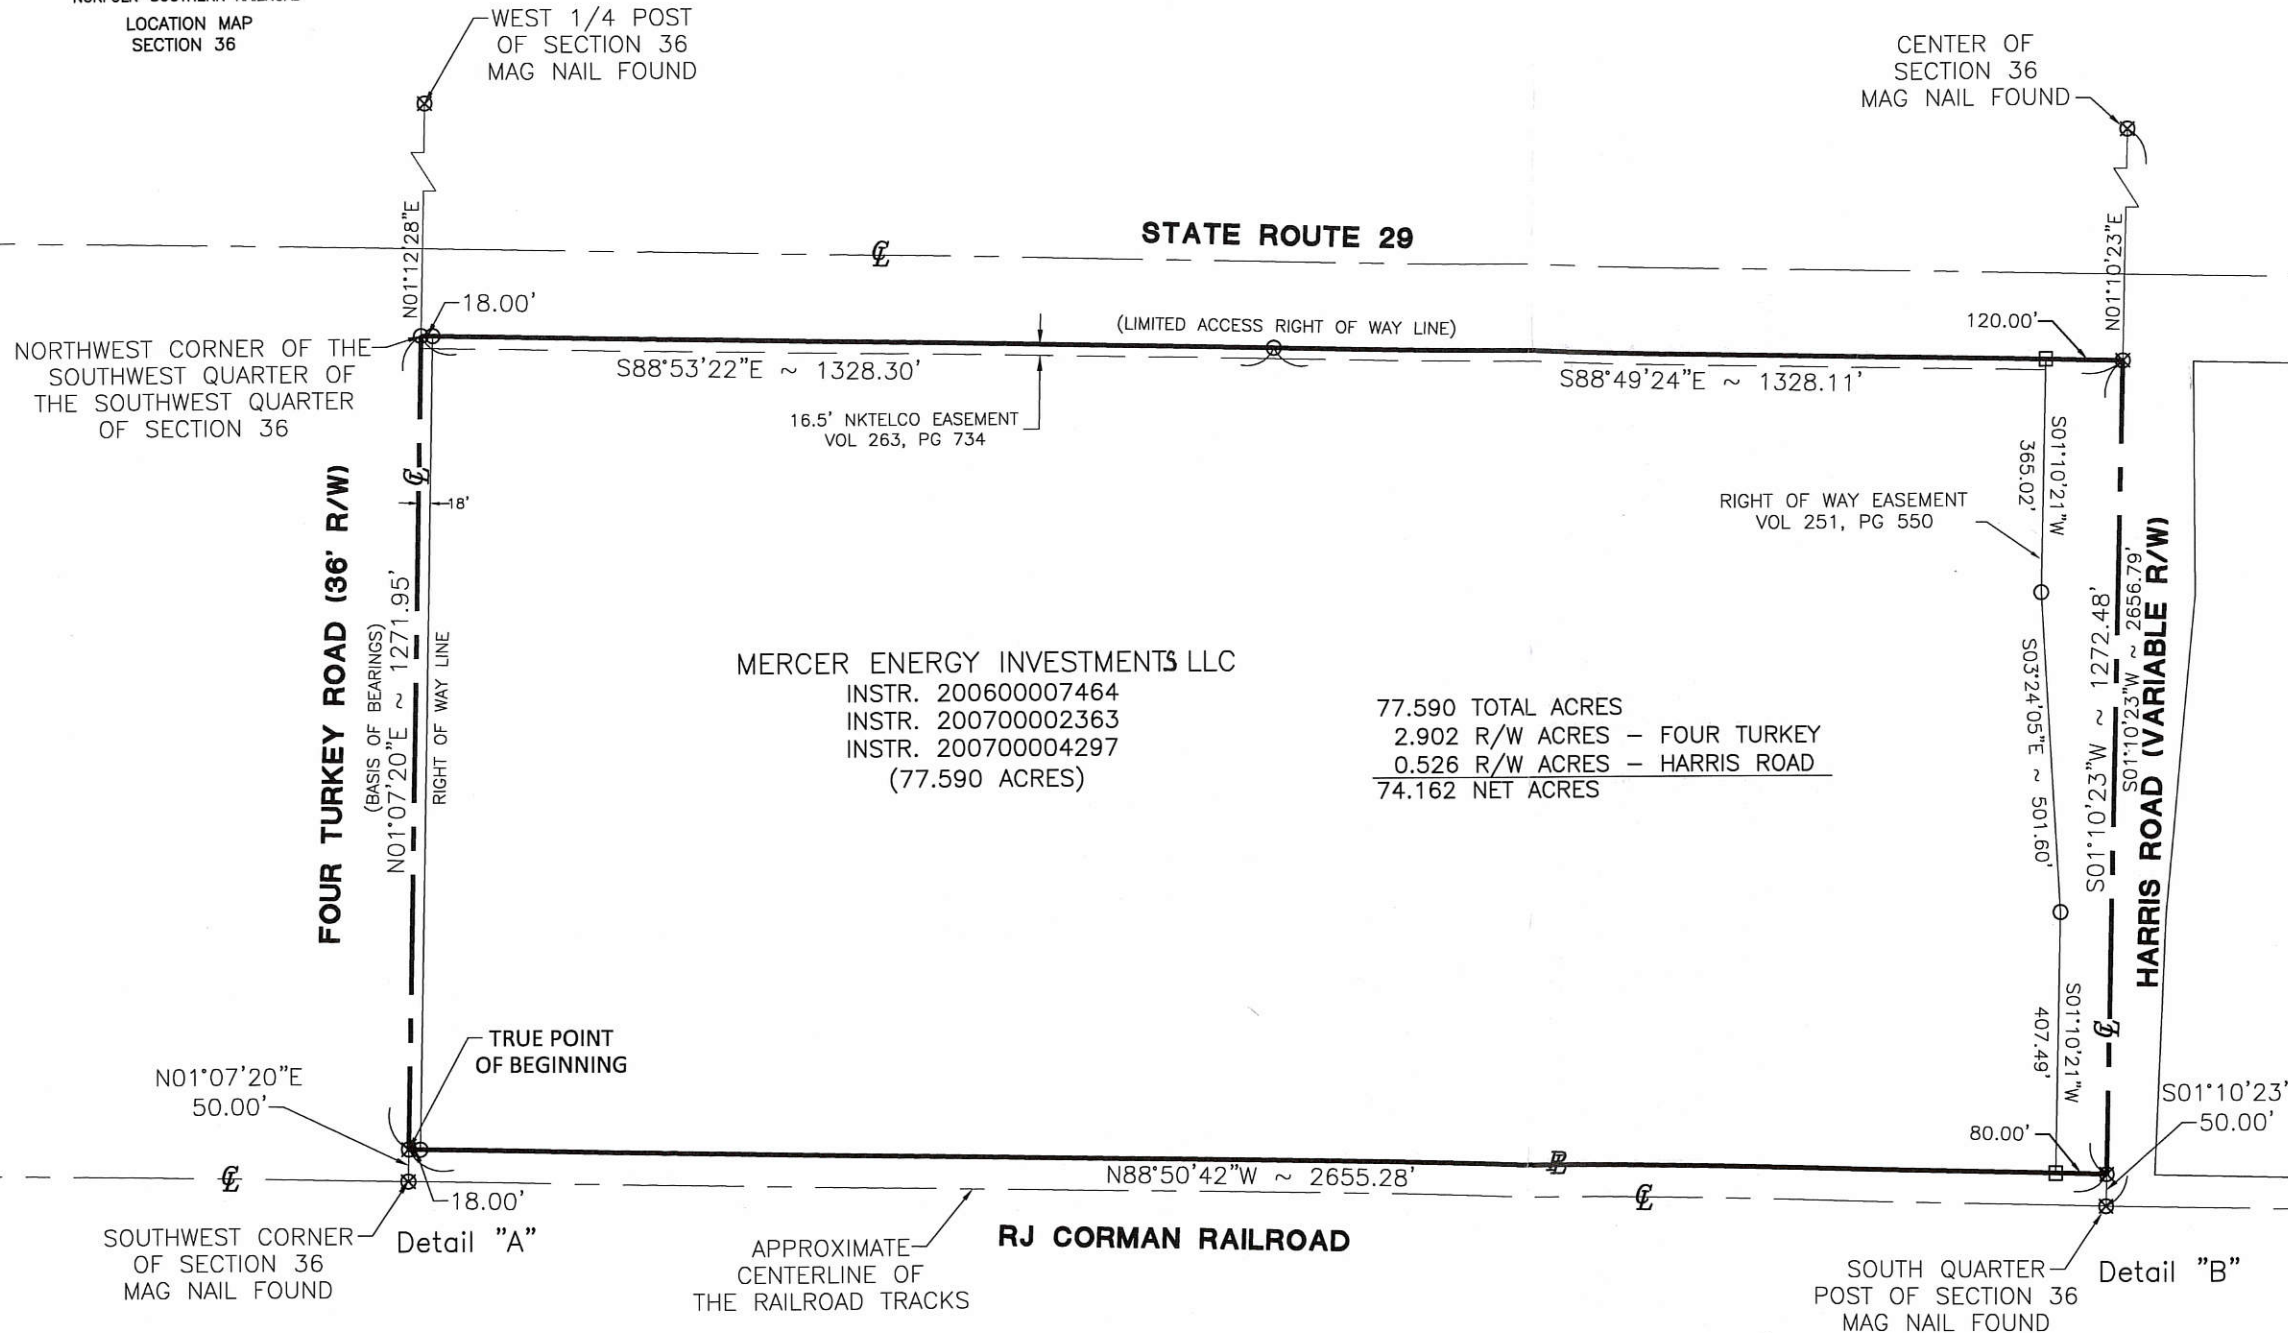 LOCATION MAP
SECTION 36
WEST 1/4 POST
OF SECTION 36
MAG NAIL FOUND
CENTER OF
SECTION 36
MAG NAIL FOUND
N01°12'28"E
STATE ROUTE 29
N01°10'23"E
18.00'
(LIMITED ACCESS RIGHT OF WAY LINE)
120.00'
NORTHWEST CORNER OF THE
SOUTHWEST QUARTER OF
THE SOUTHWEST QUARTER
OF SECTION 36
S88°53'22"E ~ 1328.30'
S88°49'24"E ~ 1328.11'
16.5' NKTELCO EASEMENT
VOL 263, PG 734
S01°10'21"W
365.02'
18'
RIGHT OF WAY EASEMENT
VOL 251, PG 550
FOUR TURKEY ROAD (36' R/W)
(BASIS OF BEARINGS)
N01°07'20"E ~ 1271.95'
RIGHT OF WAY LINE
MERCER ENERGY INVESTMENTS LLC
INSTR. 200600007464
INSTR. 200700002363
INSTR. 200700004297
(77.590 ACRES)
77.590 TOTAL ACRES
2.902 R/W ACRES – FOUR TURKEY
0.526 R/W ACRES – HARRIS ROAD
74.162 NET ACRES
S03°24'05"E ~ 501.60'
S01°10'23"W ~ 1272.48'
S01°10'23"W ~ 2656.79'
HARRIS ROAD (VARIABLE R/W)
TRUE POINT
OF BEGINNING
N01°07'20"E
50.00'
S01°10'21"W
407.49'
S01°10'23"
50.00'
80.00'
N88°50'42"W ~ 2655.28'
18.00'
SOUTHWEST CORNER
OF SECTION 36
MAG NAIL FOUND
Detail "A"
APPROXIMATE
CENTERLINE OF
THE RAILROAD TRACKS
RJ CORMAN RAILROAD
SOUTH QUARTER
POST OF SECTION 36
MAG NAIL FOUND
Detail "B"